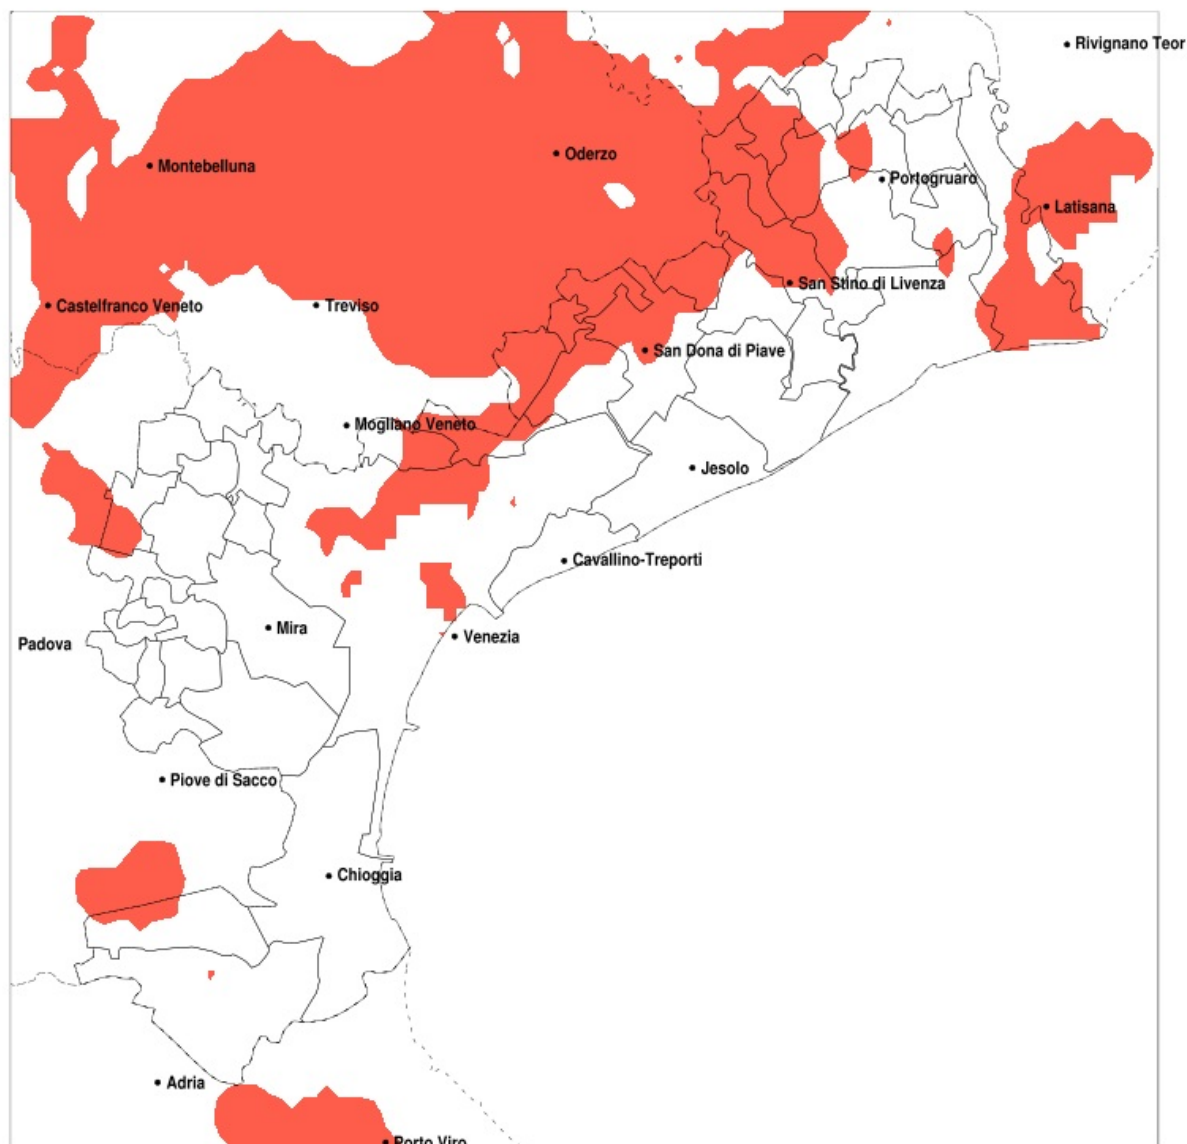 Rivignano Teor
Oderzo
Montebelluna
Portogruaro
Latisana
San Stino di Livenza
Castelfranco Veneto
Treviso
San Dona di Piave
Mogliano Veneto
Jesolo
Cavallino-Treporti
Mira
Venezia
Padova
Piove di Sacco
Chioggia
Adria
Porto Viro